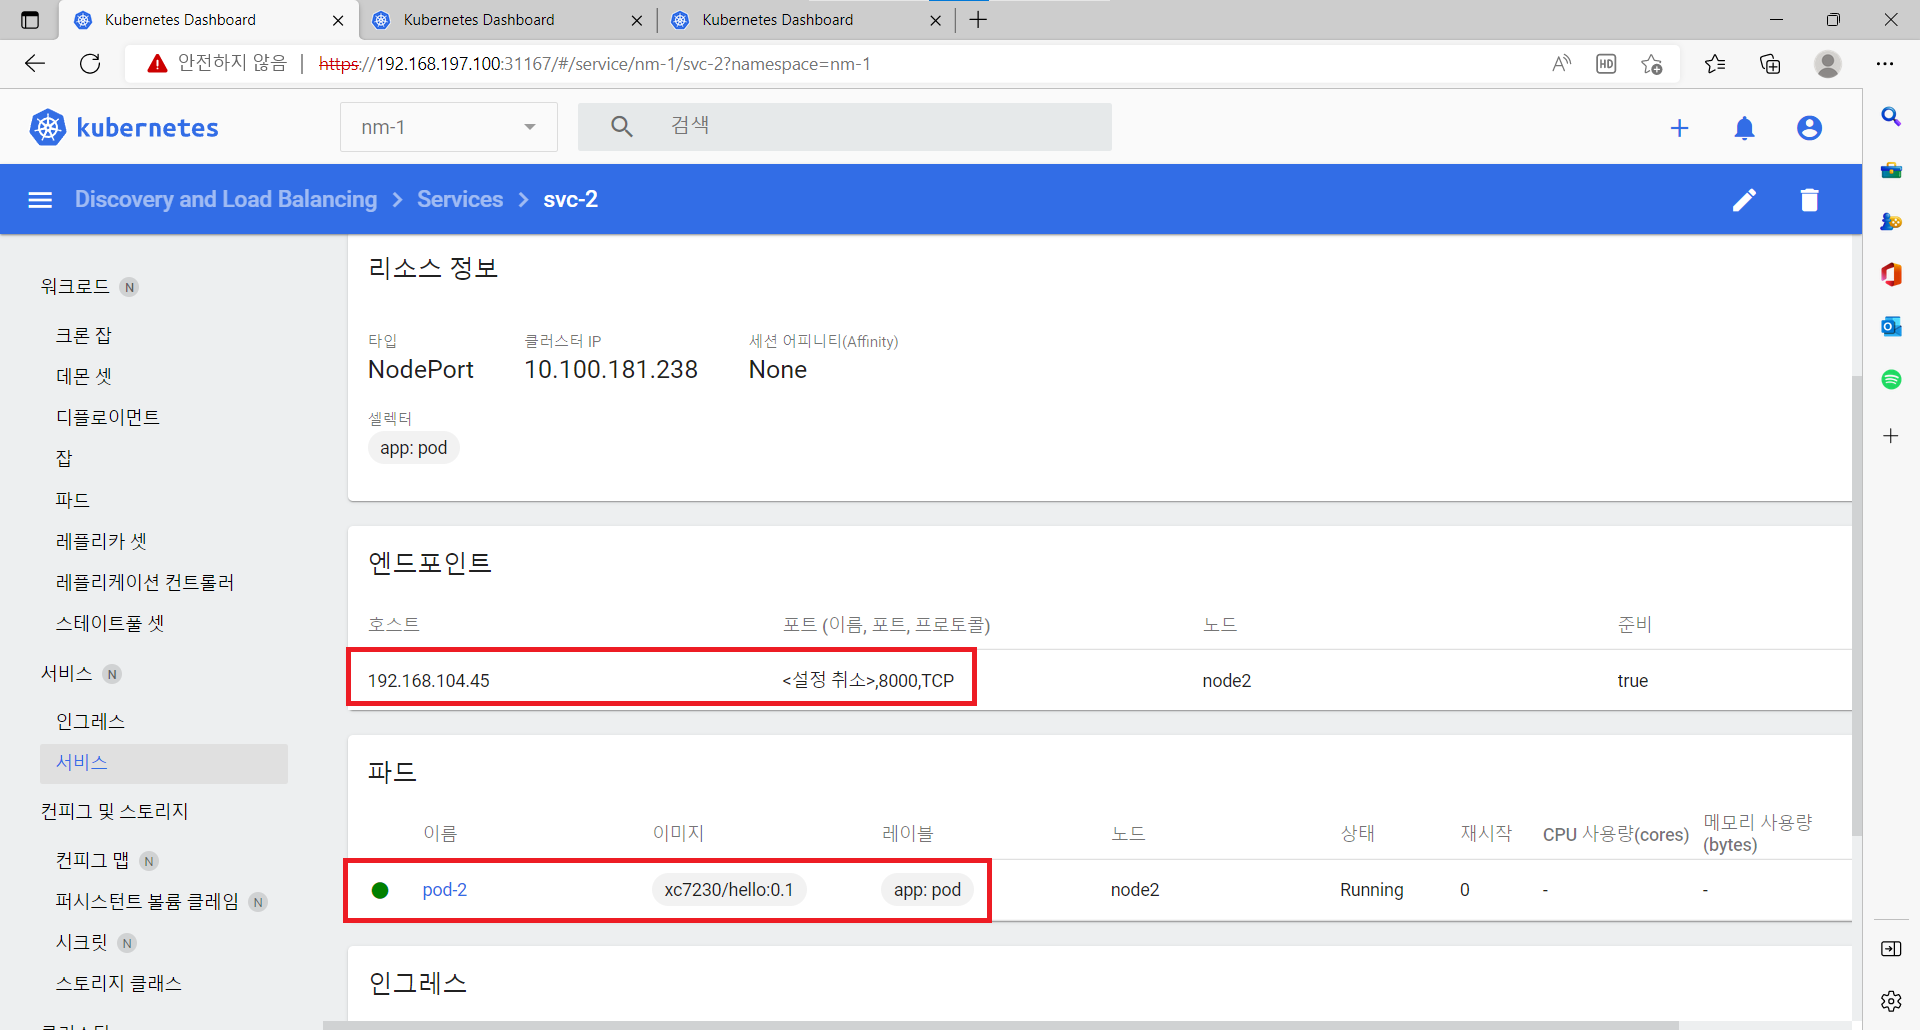 Kubernetes Dashboard
Kubernetes Dashboard
Kubernetes Dashboard
안전하지 않음
https://192.168.197.100:31167/#/service/nm-1/svc-2?namespace=nm-1
HD
kubernetes
nm-1
검색
Discovery and Load Balancing
Services
svc-2
워크로드 N
크론 잡
데몬 셋
디플로이먼트
잡
파드
레플리카 셋
레플리케이션 컨트롤러
스테이트풀 셋
서비스 N
인그레스
서비스
컨피그 및 스토리지
컨피그 맵 N
퍼시스턴트 볼륨 클레임 N
시크릿 N
스토리지 클래스
리소스 정보
타입
클러스터 IP
세션 어피니티(Affinity)
NodePort
10.100.181.238
None
셀렉터
app: pod
엔드포인트
호스트
포트 (이름, 포트, 프로토콜)
노드
준비
192.168.104.45
<설정 취소>,8000,TCP
node2
true
파드
이름
이미지
레이블
노드
상태
재시작
CPU 사용량(cores)
메모리 사용량
(bytes)
pod-2
xc7230/hello:0.1
app: pod
node2
Running
0
-
-
인그레스